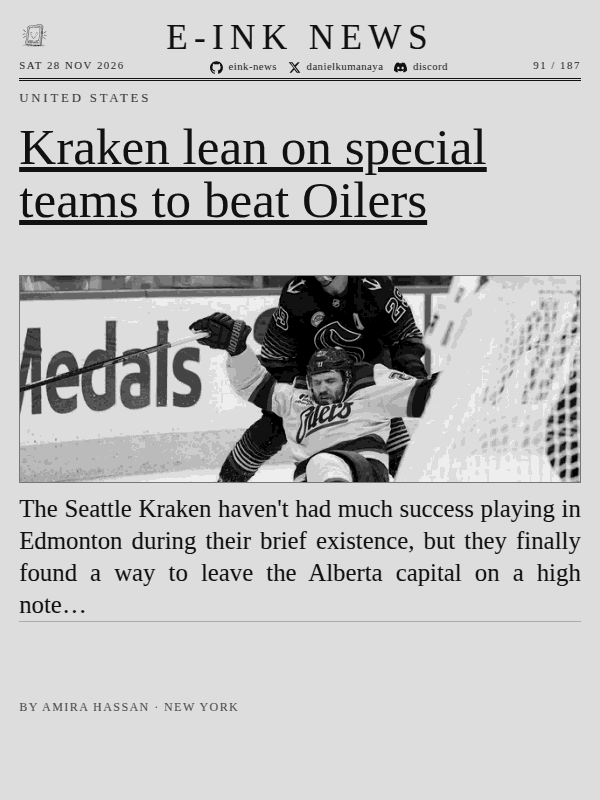 E-INK NEWS
SAT 28 NOV 2026
eink-news
danielkumanaya
discord
91 / 187
UNITED STATES
Kraken lean on special
teams to beat Oilers
Medals
29
29
Oilers
The Seattle Kraken haven't had much success playing in
Edmonton during their brief existence, but they finally
found a way to leave the Alberta capital on a high
note…
BY AMIRA HASSAN · NEW YORK